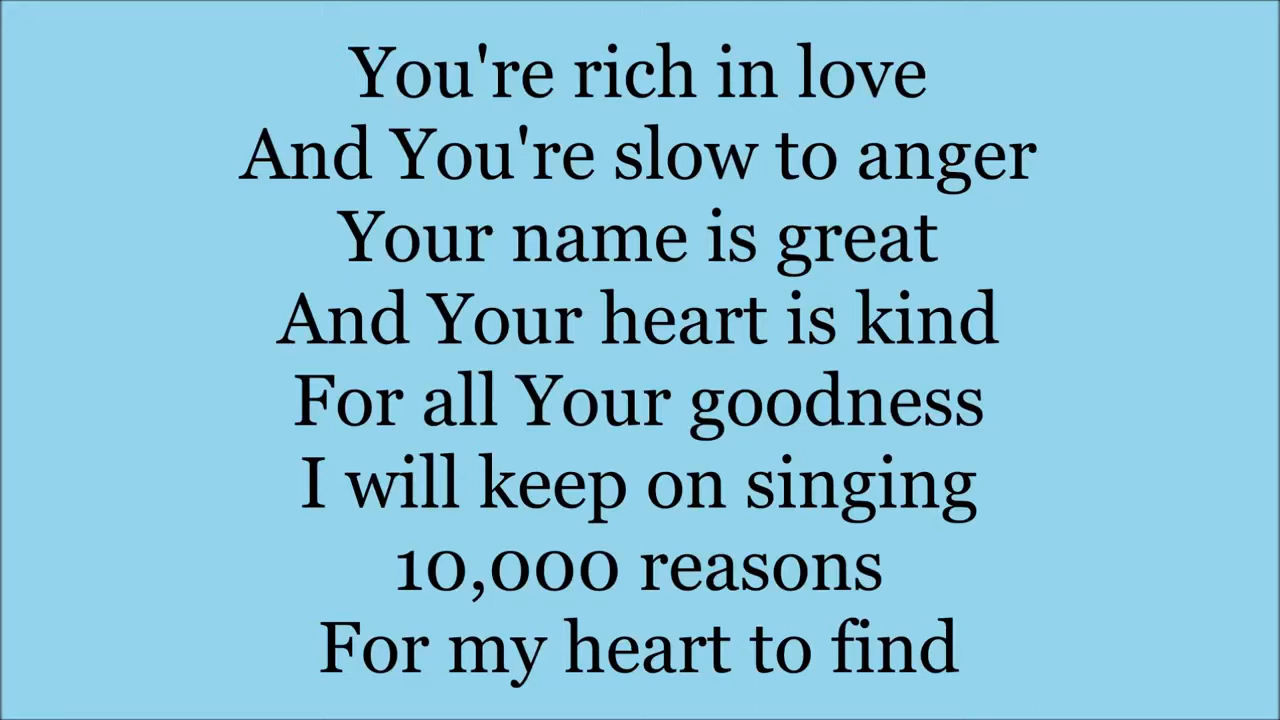 You're rich in love
And You're slow to anger
Your name is great
And Your heart is kind
For all Your goodness
I will keep on singing
10,000 reasons
For my heart to find